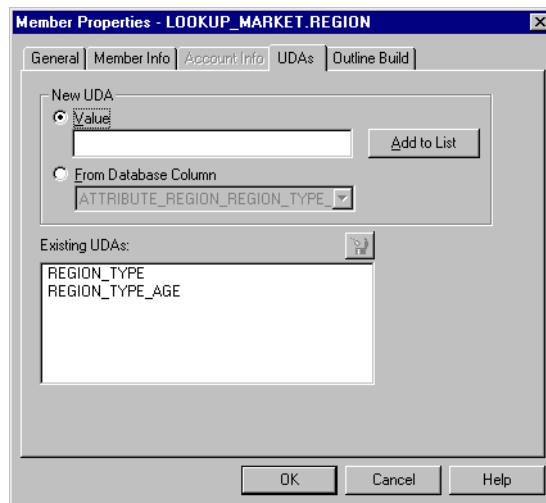 Member Properties - LOOKUP_MARKET.REGION
General Member Info Account Info UDAs Outline Build
New UDA
Value
Add to List
From Database Column
ATTRIBUTE_REGION_REGION_TYPE_
Existing UDAs:
REGION_TYPE
REGION_TYPE_AGE
OK Cancel Help